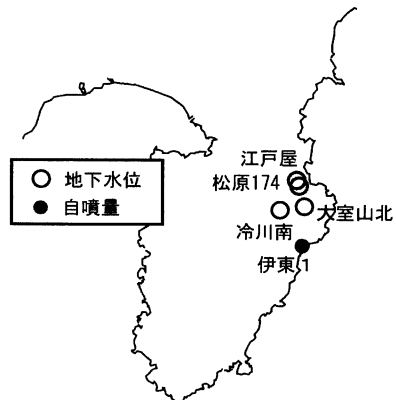 江戸屋
松原174
地下水位
自噴量
大室山北
冷川南
伊東1